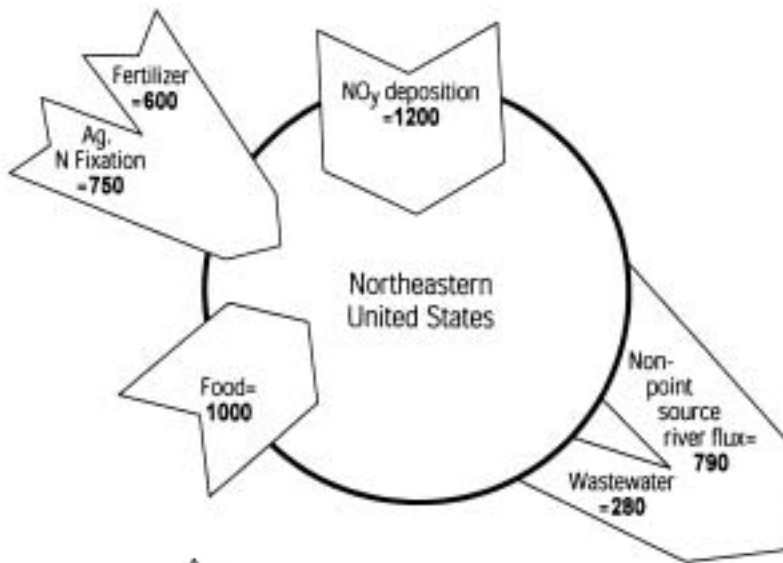 Fertilizer
=600
Ag.
N Fixation
=750
NOy deposition
=1200
Northeastern
United States
Food=
1000
Non-
point
source
river flux=
790
Wastewater
=280